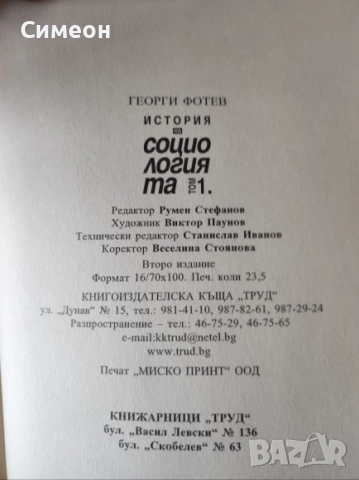 Симеон
ГЕОРГИ ФОТЕВ
ИСТОРИЯ
на
социо
логия
та ТОМ 1.
Редактор Румен Стефанов
Художник Виктор Паунов
Технически редактор Станислав Иванов
Коректор Веселина Стоянова
Второ издание
Формат 16/70х100. Печ. коли 23,5
КНИГОИЗДАТЕЛСКА КЪЩА „ТРУД"
ул. „Дунав" № 15, тел.: 981-41-10, 987-82-61, 987-29-24
Разпространение – тел.: 46-75-29, 46-75-65
e-mail:kktrud@netel.bg
www.trud.bg
Печат „МИСКО ПРИНТ" ООД
КНИЖАРНИЦИ „ТРУД"
бул. „Васил Левски" № 136
бул. „Скобелев" № 63
bazar.bg